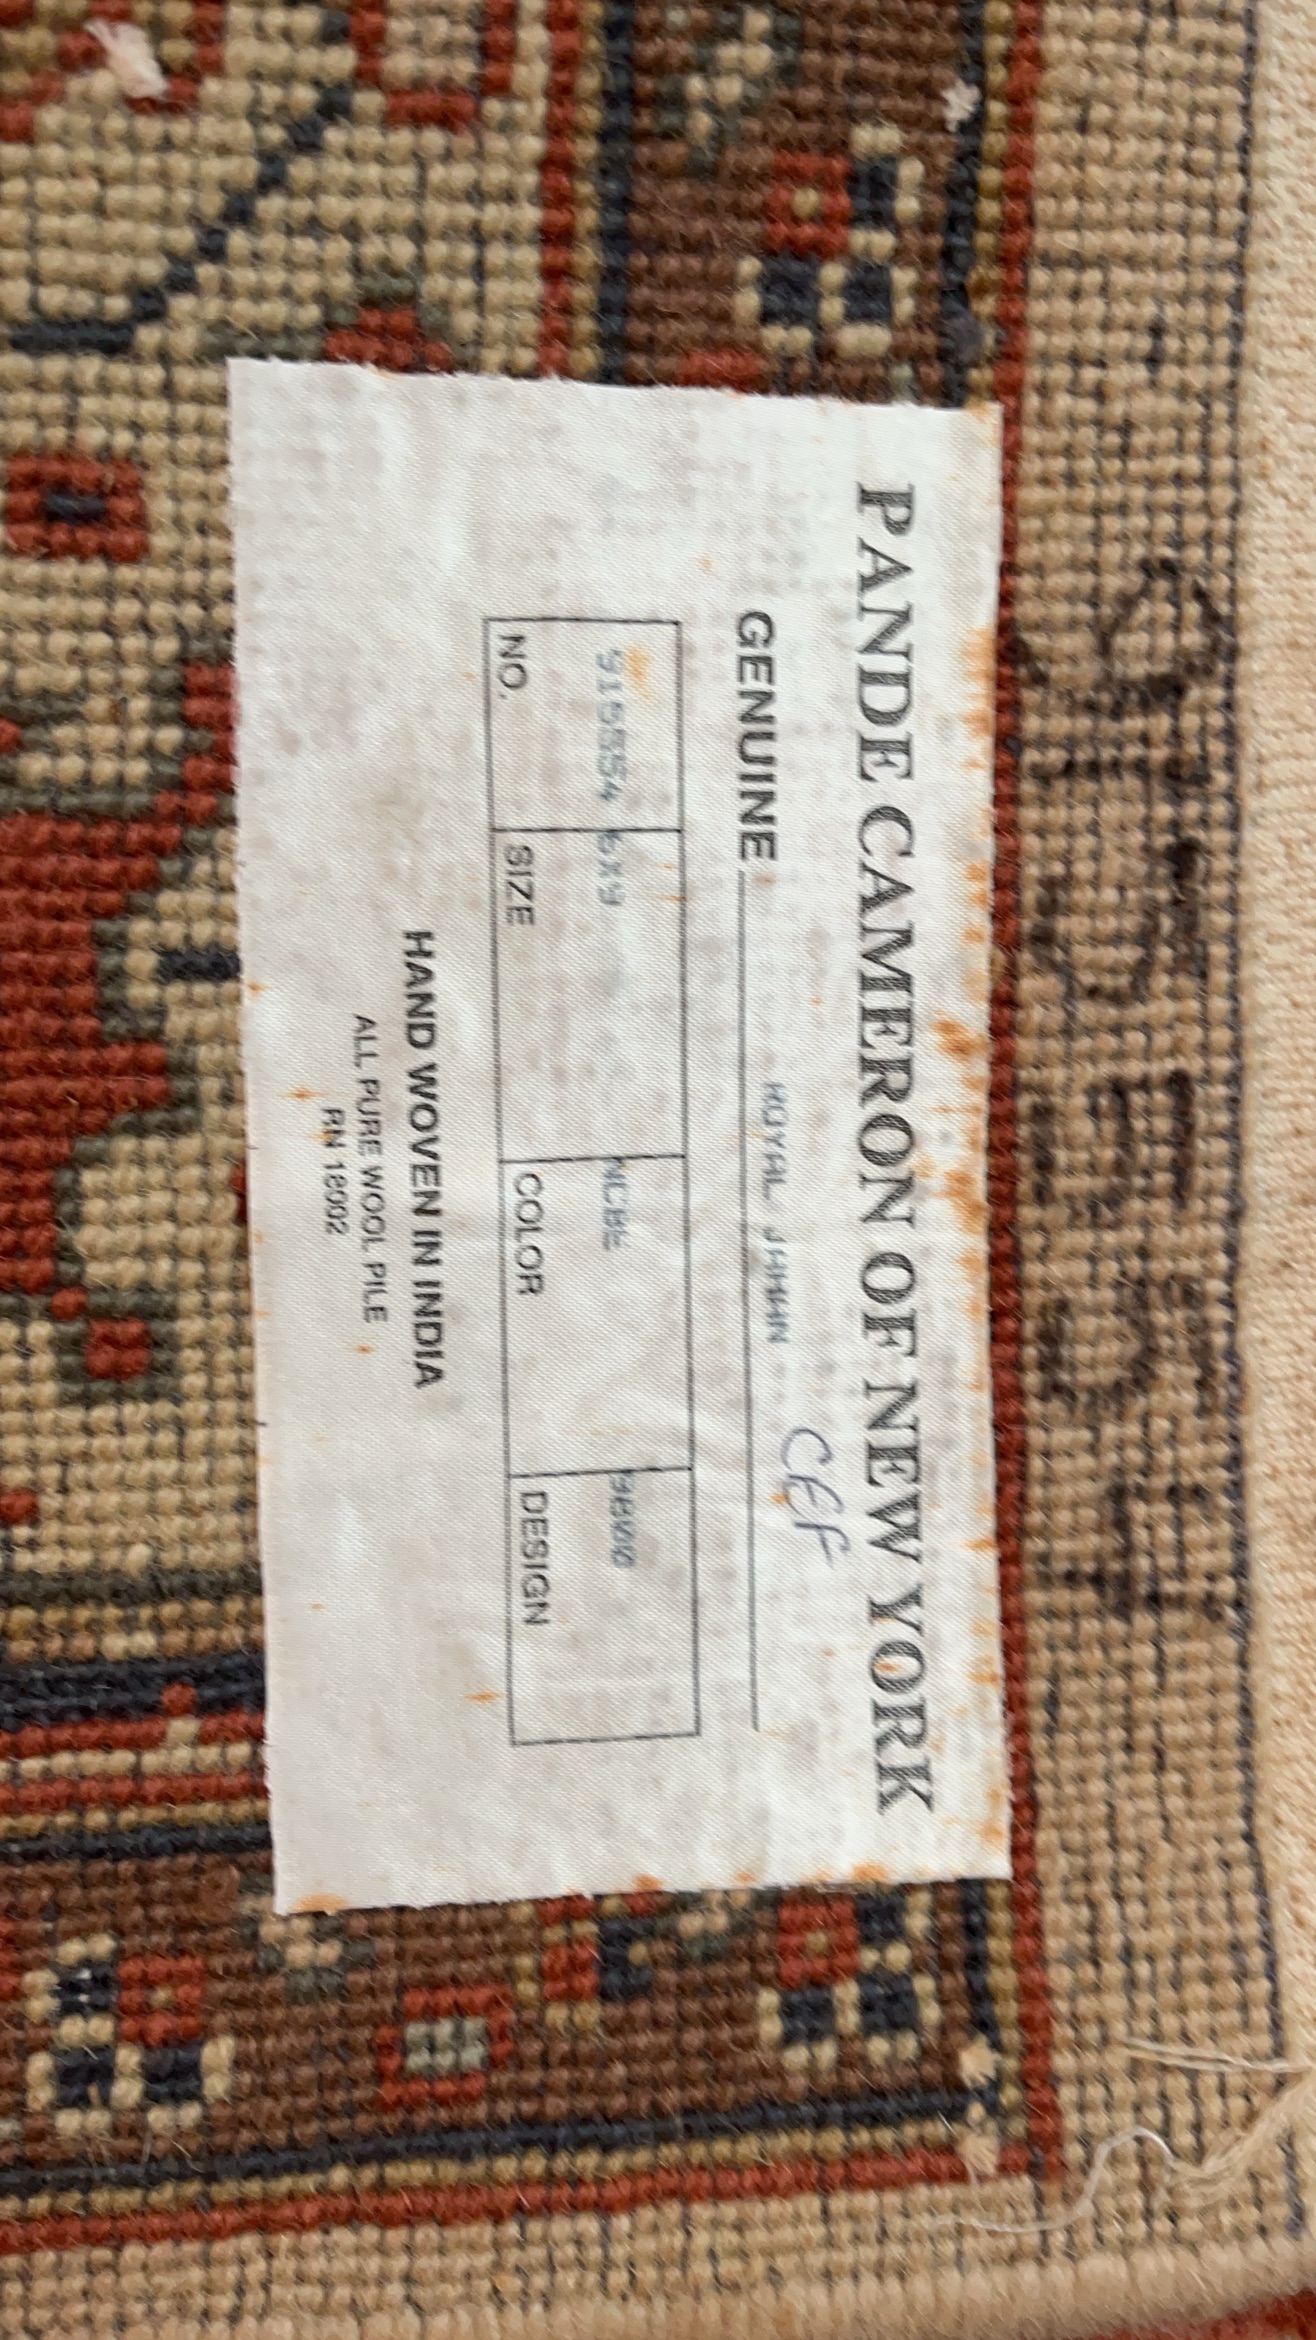 PANDE CAMERON OF NEW YORK
CEF
GENUINE ROYAL JAHAN
915554 6X9 NCBE
NO. SIZE COLOR DESIGN
HAND WOVEN IN INDIA
ALL PURE WOOL PILE
RN 18002